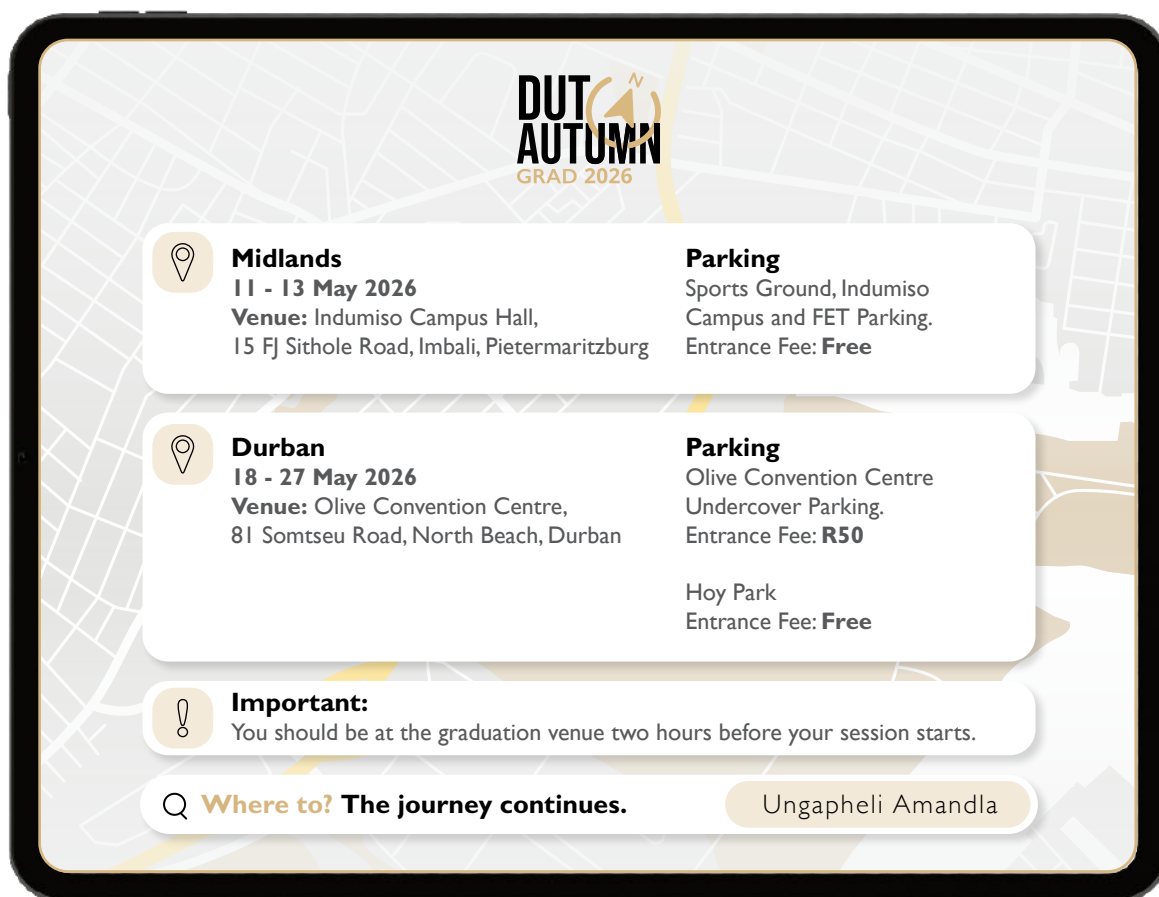 DUT
AUTUMN
N
GRAD 2026
Midlands
11 - 13 May 2026
Venue: Indumiso Campus Hall,
15 FJ Sithole Road, Imbali, Pietermaritzburg
Parking
Sports Ground, Indumiso
Campus and FET Parking.
Entrance Fee: Free
Durban
18 - 27 May 2026
Venue: Olive Convention Centre,
81 Somtseu Road, North Beach, Durban
Parking
Olive Convention Centre
Undercover Parking.
Entrance Fee: R50
Hoy Park
Entrance Fee: Free
Important:
You should be at the graduation venue two hours before your session starts.
Where to? The journey continues.
Ungapheli Amandla